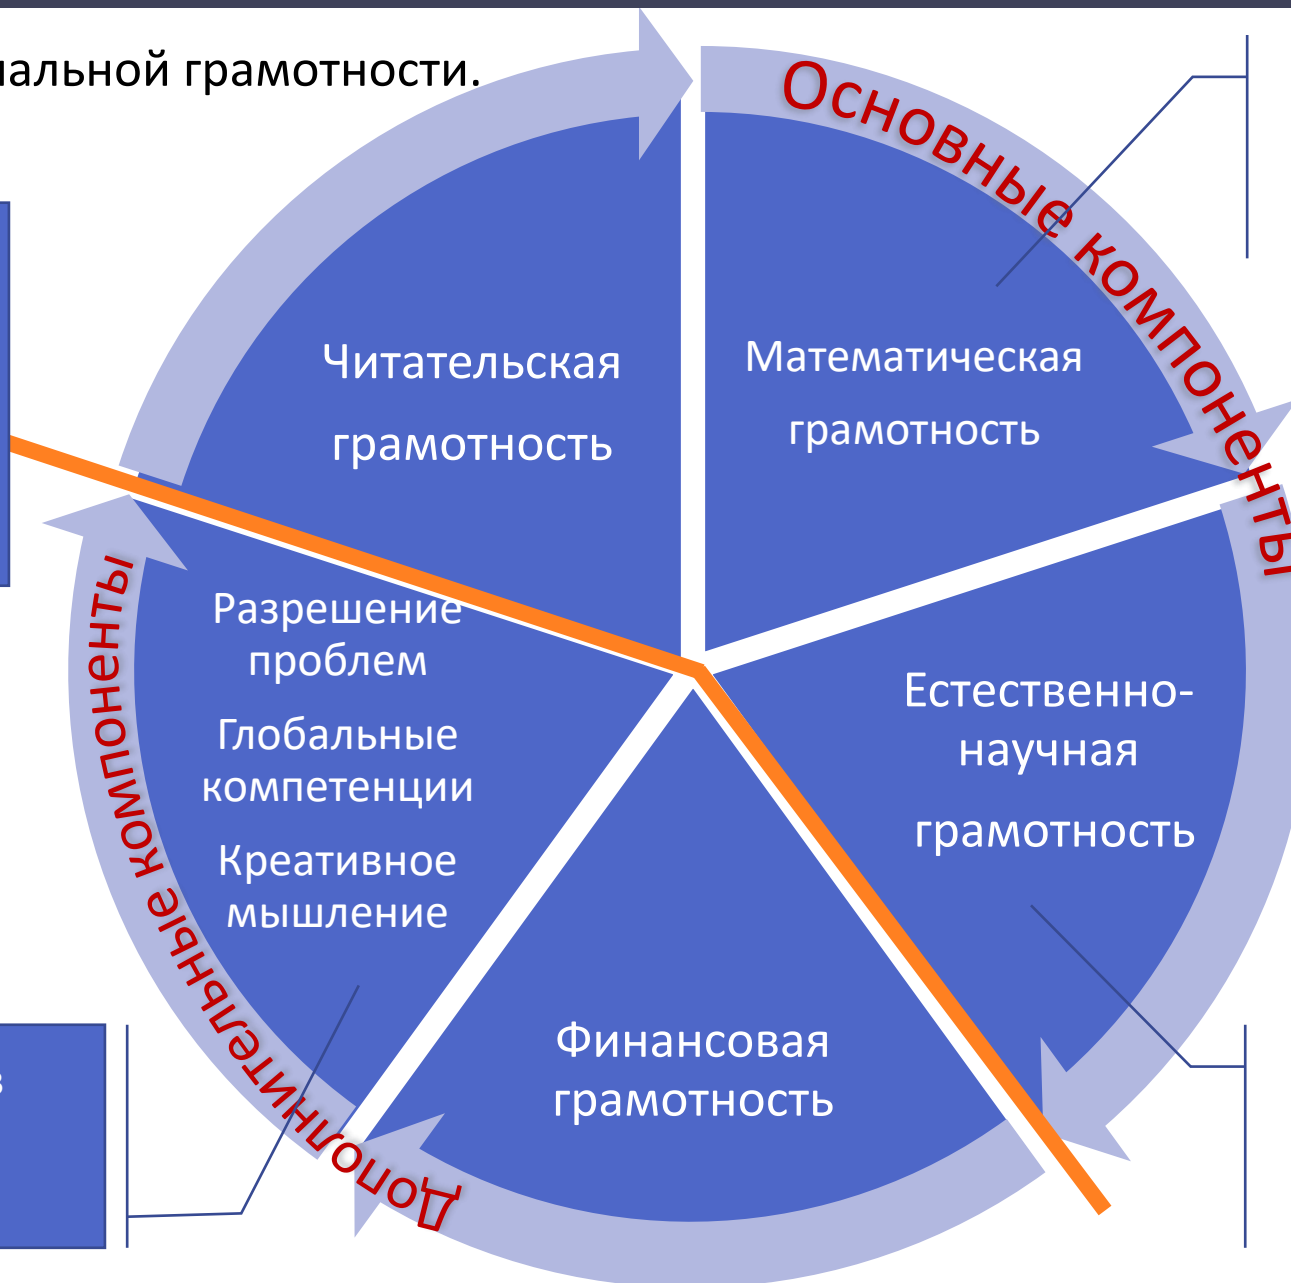 нальной грамотности.
Основные компоненты
Читательская
грамотность
Математическая
грамотность
Разрешение
проблем
Глобальные
компетенции
Креативное
мышление
Естественно-
научная
грамотность
Финансовая
грамотность
Дополнительные компоненты
в